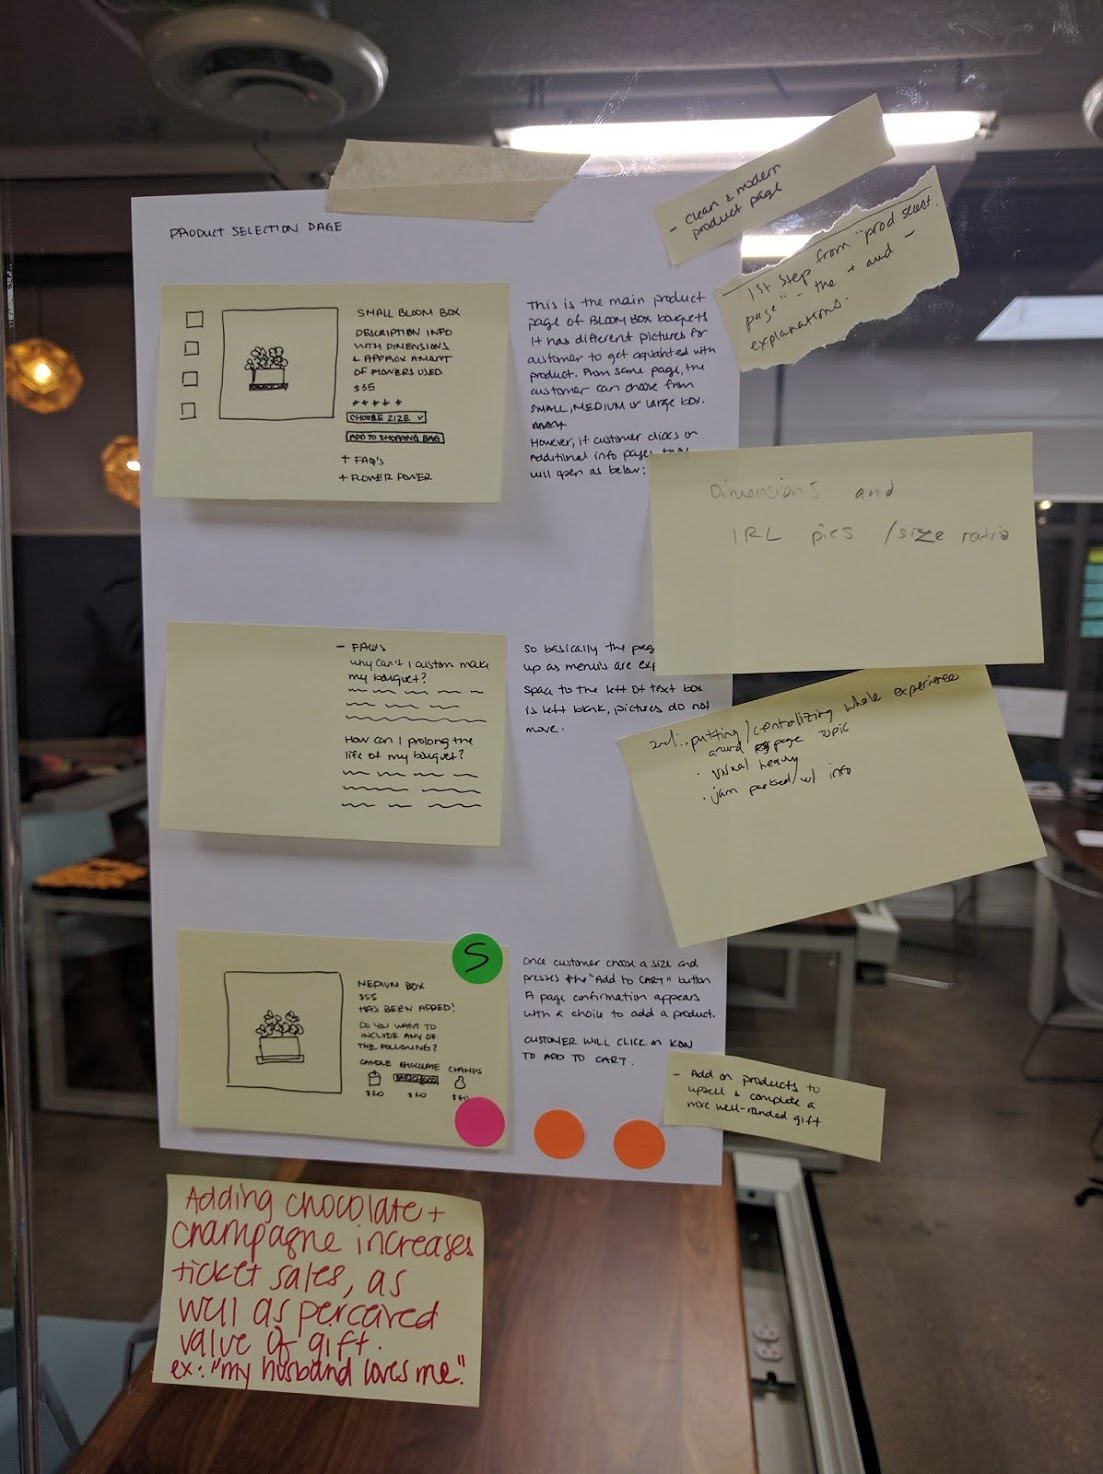 PRODUCT SELECTION PAGE
SMALL BLOOM BOX
DESCRIPTION INFO
WITH DIMENSIONS
& APPROX AMONT
OF FLOWERS USED
$35
CHOOSE SIZE
ADD TO SHOPPING BAG
+ FAQ's
+ FLOWER POWER
This is the main product
page of BLOOM BOX bouquets
It has different pictures for
customer to get aquainted with
product. From same page, the
customer can choose from
SMALL, MEDIUM or Large box.
However, if customer clicks on
Additional info pages
will open as below:
- clean & modern
product page
1st step from "prod select.
page" - the + and -
explanations.
Dimensions and
IRL pics / size ratio
- FAQ's
Why can't I custom make
my bouquet?
How can I prolong the
life of my bouquet?
So basically the pag
up as menus are exp
space to the left of text box
is left blank, pictures do not
move.
2nd.. putting/centralizing whole experience
around page topic
· visual heavy
· jam packed w/ info
S
MEDIUM BOX
$55
HAS BEEN ADDED!
DO YOU WANT TO
INCLUDE ANY OF
THE FOLLOWING?
CANDLE CHOCOLATE CHAMPS
$20 $20 $40
Once customer choose a size and
presses the "Add to CART" button
A page confirmation appears
with a choice to add a product.
CUSTOMER WILL CLICK ON ICON
TO ADD TO CART.
- Add on products to
upsell & complete a
more well-rounded gift
Adding chocolate +
champagne increases
ticket sales, as
well as perceived
value of gift.
ex: "my husband loves me."